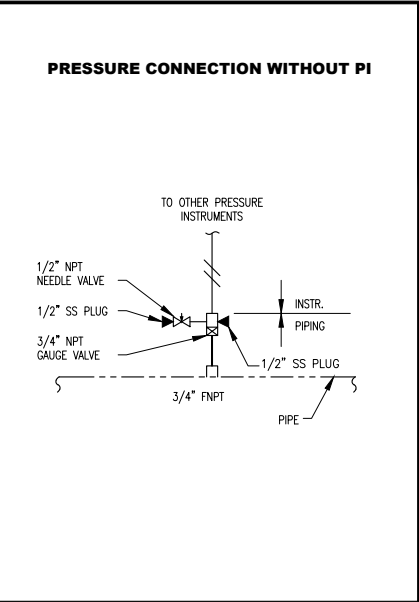 PRESSURE CONNECTION WITHOUT PI
TO OTHER PRESSURE
INSTRUMENTS
1/2" NPT
NEEDLE VALVE
1/2" SS PLUG
3/4" NPT
GAUGE VALVE
INSTR.
PIPING
1/2" SS PLUG
3/4" FNPT
PIPE